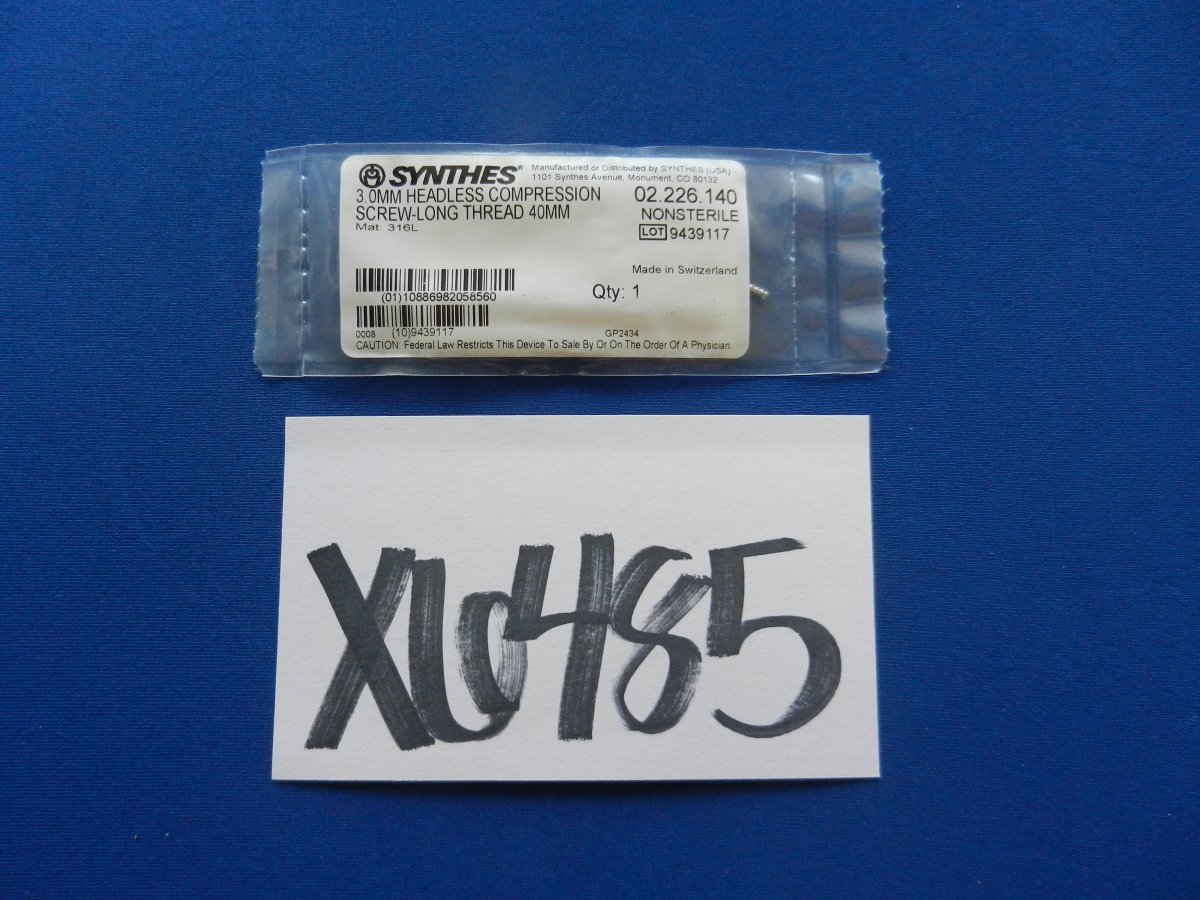 SYNTHES® Manufactured or Distributed by SYNTHES (USA)
1101 Synthes Avenue, Monument, CO 80132
3.0MM HEADLESS COMPRESSION
SCREW-LONG THREAD 40MM
Mat: 316L
02.226.140
NONSTERILE
LOT 9439117
Made in Switzerland
(01)10886982058560
Qty: 1
0008 (10)9439117
GP2434
CAUTION: Federal Law Restricts This Device To Sale By Or On The Order Of A Physician.
X6485